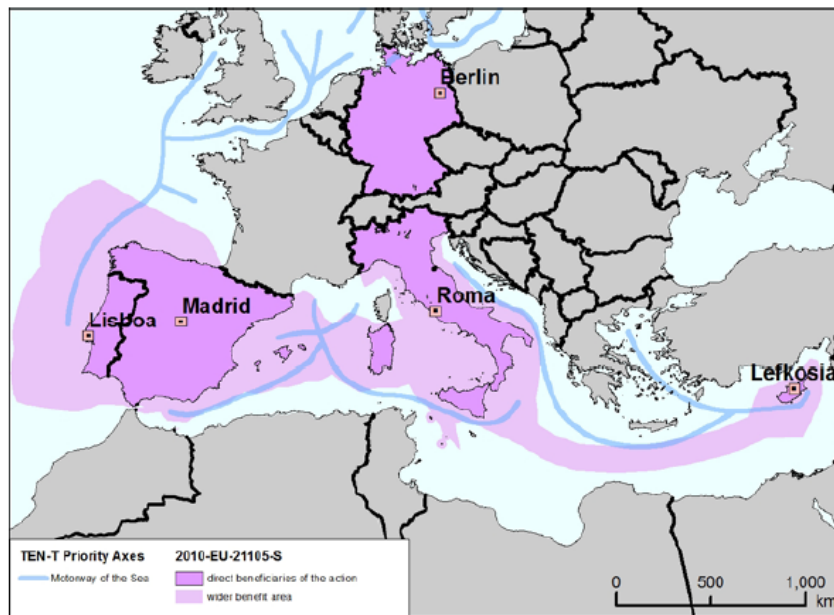 Berlin
Madrid
Roma
Lisboa
Lefkosia
TEN-T Priority Axes
2010-EU-21105-S
Motorway of the Sea
direct beneficiaries of the action
wider benefit area
0 500 1,000
km